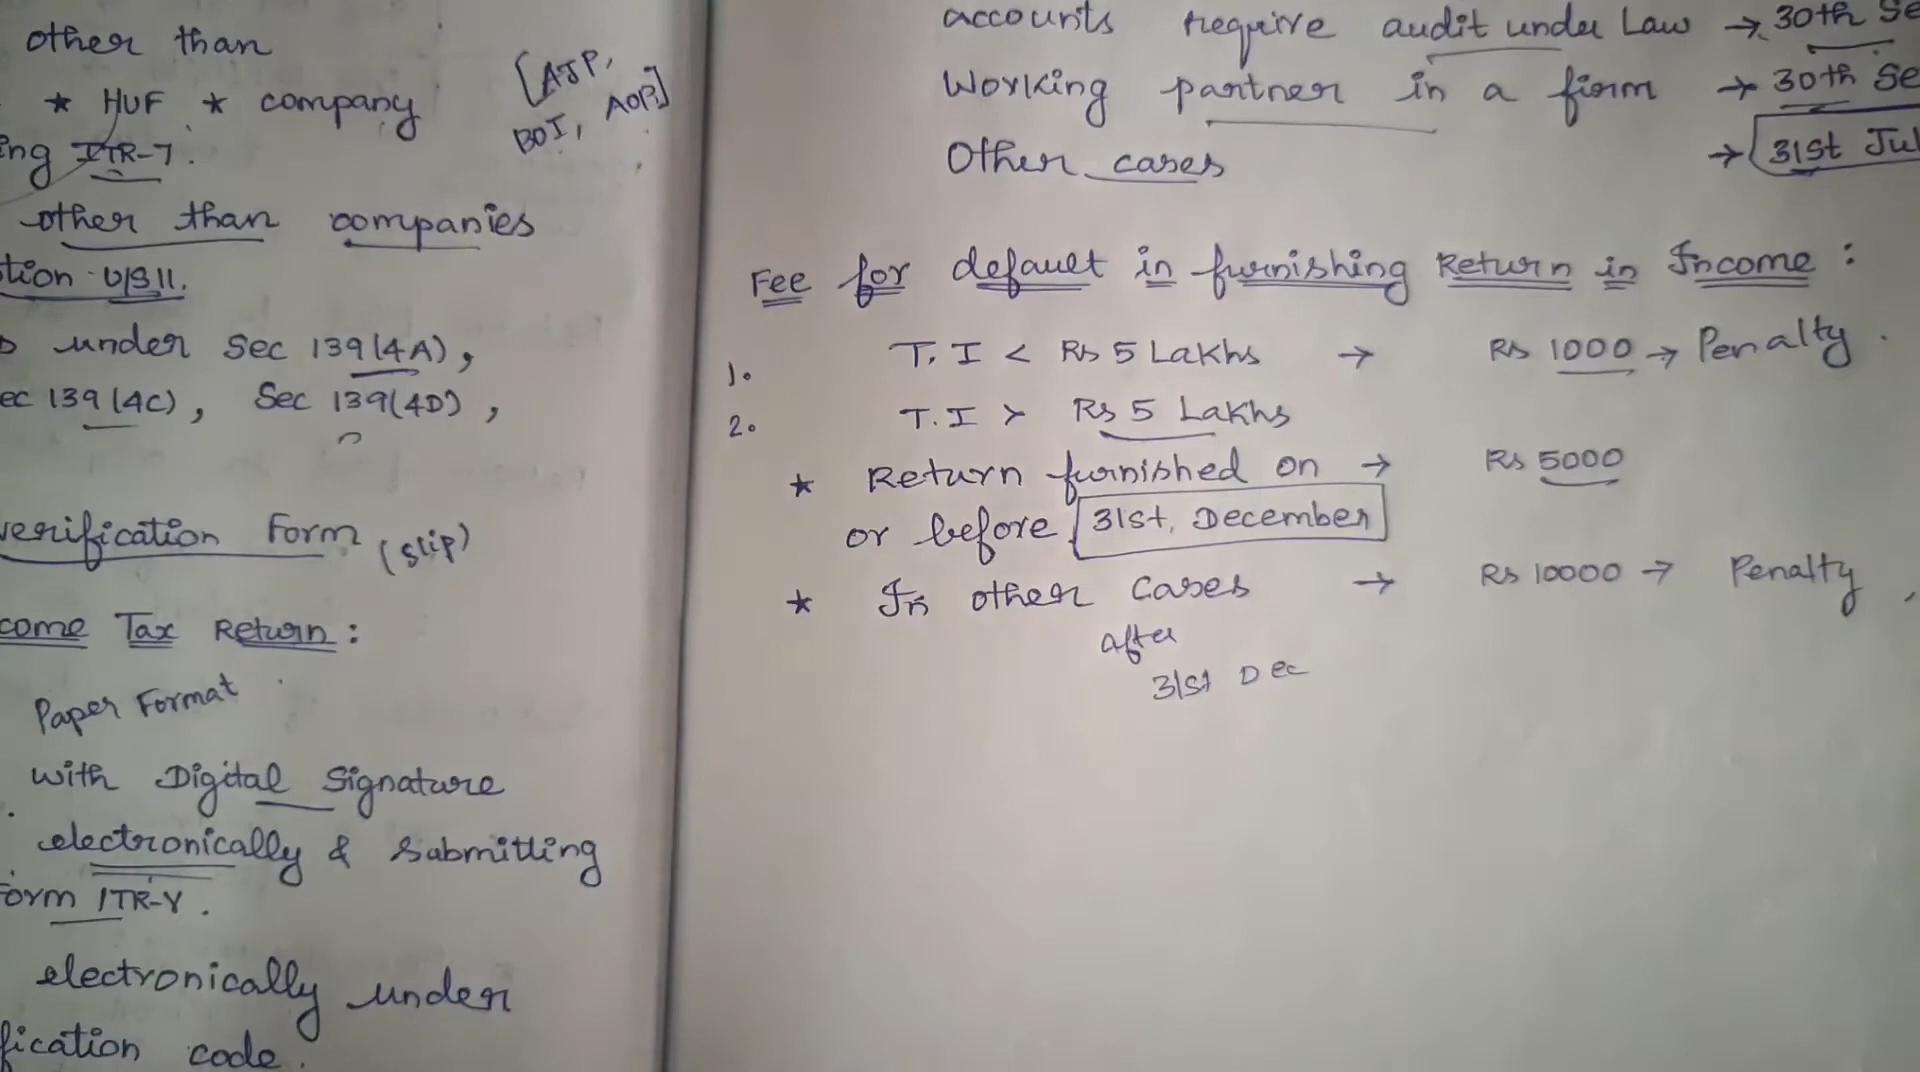 other than
* HUF * company
[AJP,
BOI, AOP]
ing ITR-7.
other than companies
tion U/S 11.
under Sec 139(4A),
ec 139(4C), Sec 139(4D),
verification Form (slip)
come Tax Return:
Paper Format
with Digital Signature
electronically & Submitting
Form ITR-V.
electronically under
fication code.
accounts require audit under Law → 30th Se
Working partner in a firm → 30th Se
Other cases → 31st Jul
Fee for default in furnishing Return in Income:
1. T.I < Rs 5 Lakhs → Rs 1000 → Penalty.
2. T.I > Rs 5 Lakhs
* Return furnished on → Rs 5000
or before 31st, December
* In other cases → Rs 10000 → Penalty,
after
31st Dec